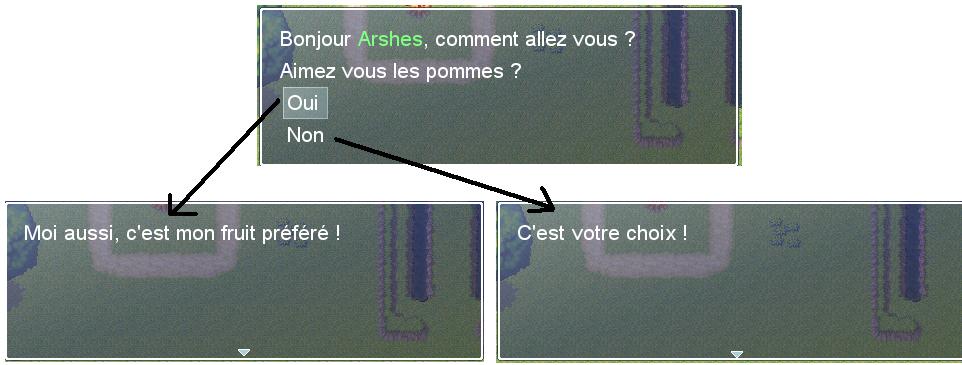 Bonjour Arshes, comment allez vous ?
Aimez vous les pommes ?
Oui
Non
Moi aussi, c'est mon fruit préféré !
C'est votre choix !